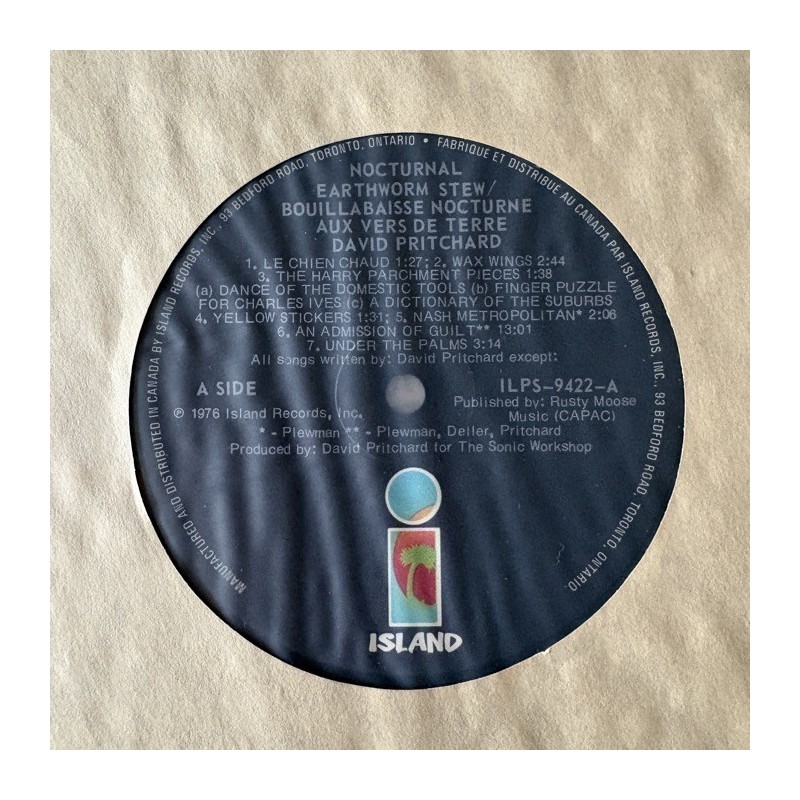 MANUFACTURED AND DISTRIBUTED IN CANADA BY ISLAND RECORDS, INC., 93 BEDFORD ROAD, TORONTO, ONTARIO • FABRIQUE ET DISTRIBUE AU CANADA PAR ISLAND RECORDS, INC., 93 BEDFORD ROAD, TORONTO, ONTARIO
NOCTURNAL
EARTHWORM STEW/
BOUILLABAISSE NOCTURNE
AUX VERS DE TERRE
DAVID PRITCHARD
1. LE CHIEN CHAUD 1:27; 2. WAX WINGS 2:44
3. THE HARRY PARCHMENT PIECES 1:38
(a) DANCE OF THE DOMESTIC TOOLS (b) FINGER PUZZLE
FOR CHARLES IVES (c) A DICTIONARY OF THE SUBURBS
4. YELLOW STICKERS 1:31; 5. NASH METROPOLITAN* 2:06
6. AN ADMISSION OF GUILT** 13:01
7. UNDER THE PALMS 3:14
All songs written by: David Pritchard except:
A SIDE
ILPS-9422-A
℗ 1976 Island Records, Inc.
Published by: Rusty Moose
Music (CAPAC)
* - Plewman ** - Plewman, Deller, Pritchard
Produced by: David Pritchard for The Sonic Workshop
ISLAND